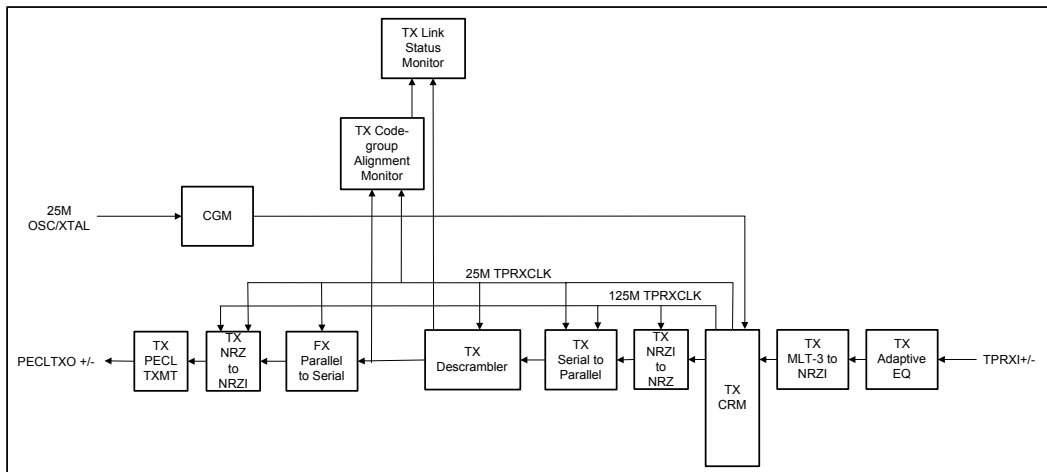 TX Link
Status
Monitor
TX Code-
group
Alignment
Monitor
25M
OSC/XTAL
CGM
25M TPRXCLK
125M TPRXCLK
PECLTXO +/-
TX
PECL
TXMT
TX
NRZ
to
NRZI
FX
Parallel
to Serial
TX
Descrambler
TX
Serial to
Parallel
TX
NRZI
to
NRZ
TX
CRM
TX
MLT-3 to
NRZI
TX
Adaptive
EQ
TPRXI+/-